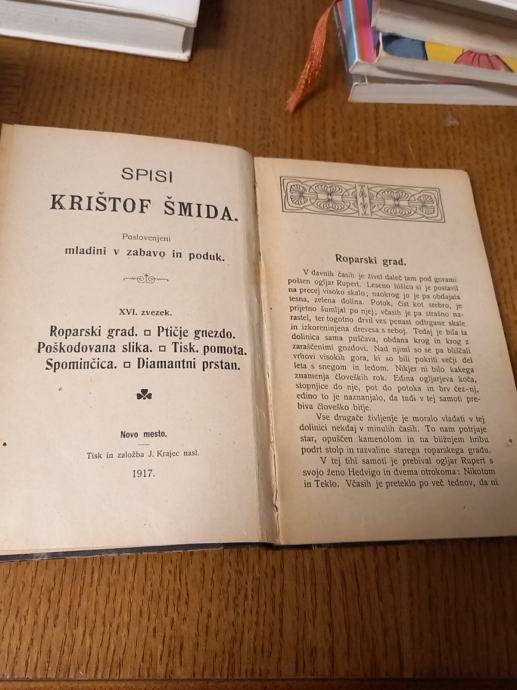 SPISI
KRIŠTOF ŠMIDA.
Poslovenjeni
mladini v zabavo in poduk.
XVI. zvezek.
Roparski grad. □ Ptičje gnezdo.
Poškodovana slika. □ Tisk. pomota.
Spominčica. □ Diamantni prstan.
Novo mesto.
Tisk in založba J. Krajec nasl.
1917.
Roparski grad.
V davnih časih je živel daleč tam pod gorami
pošten ogljar Rupert. Leseno hišico si je postavil
na precej visoko skalo; naokrog jo je pa obdajala
tesna, zelena dolina. Potok, čist kot srebro, je
prijetno šumljal po njej; včasih je pa strašno na-
rastel, ter togotno drvil ves penast odtrgane skale
in izkoreninjena drevesa s seboj. Tedaj je bila ta
dolinica sama puščava, obdana krog in krog z
zaraščenimi gozdovi. Nad njimi so se pa bliščali
vrhovi visokih gora, ki so bili pokriti večji del
leta s snegom in ledom. Nikjer ni bilo kakega
znamenja človeških rok. Edina ogljarjeva koča,
stopnjice do nje, pot do potoka in brv čez-nj,
edino to je naznanjalo, da tudi v tej samoti pre-
biva človeško bitje.
Vse drugače življenje je moralo vladati v tej
dolinici nekdaj v minulih časih. To nam potrjuje
star, opuščen kamenolom in na bližnjem hribu
podrt stolp in razvaline starega roparskega gradu.
V tej tihi samoti je prebival ogljar Rupert s
svojo ženo Hedvigo in dvema otrokoma: Nikotom
in Teklo. Včasih je preteklo po več tednov, da ni